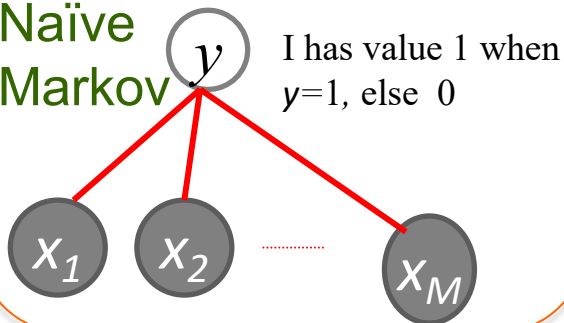 Naïve
Markov
y
I has value 1 when
y=1, else 0
x1
x2
xM